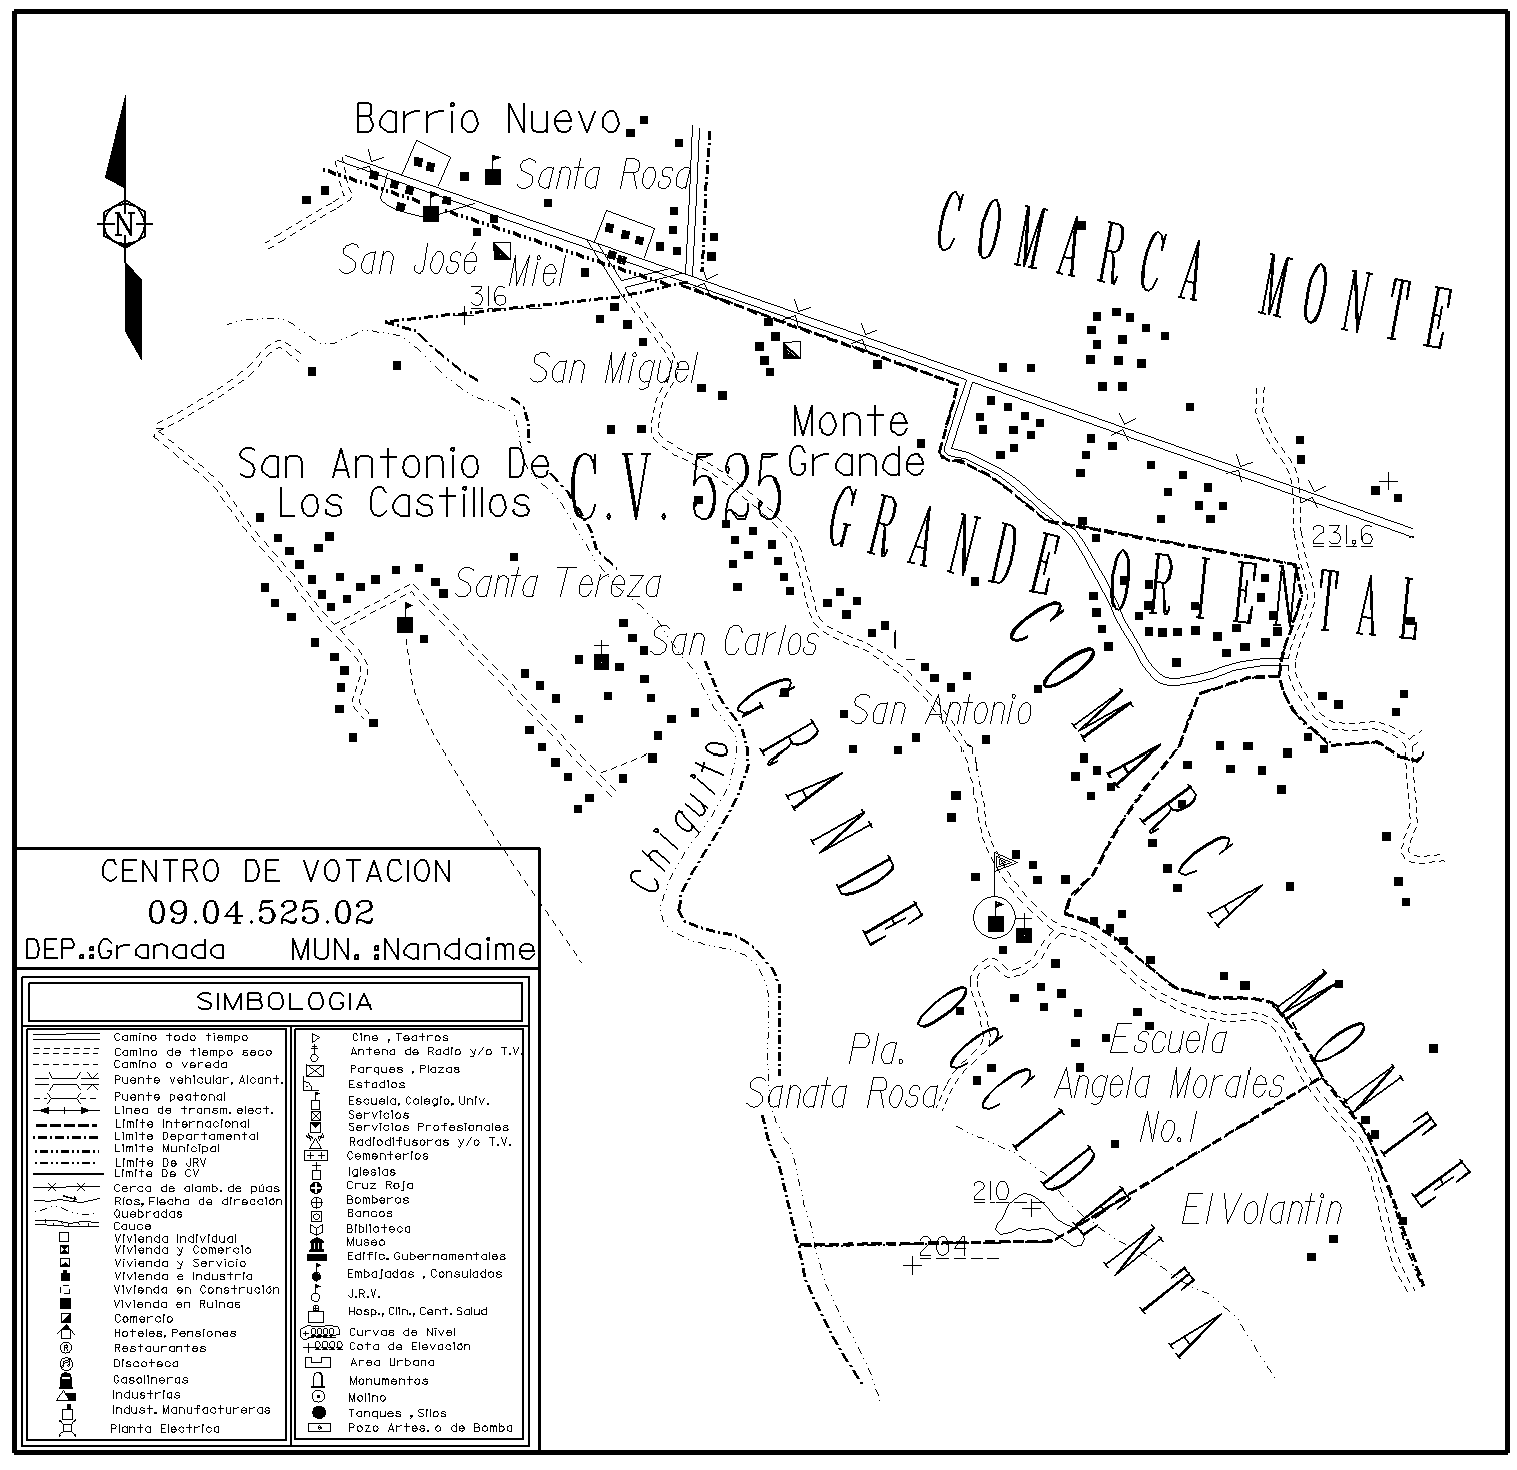 Barrio Nuevo
Santa Rosa
N
San José
Miel
316
COMARCA MONTE
San Miguel
Monte
Grande
San Antonio De
Los Castillos
C.V. 525
GRANDE ORIENTAL
231.6
Santa Tereza
San Carlos
San Antonio
COMARCA MONTE
GRANDE OCCIDENTA
Chiquito
Pla.
Sanata Rosa
Escuela
Angela Morales
No.1
210
204
El Volantin
CENTRO DE VOTACION
09.04.525.02
DEP.:Granada MUN. :Nandaime
SIMBOLOGIA
Camino todo tiempo
Camino de tiempo seco
Camino o vereda
Puente vehicular, Alcant.
Puente peatonal
Linea de transm. elect.
Limite Internacional
Limite Departamental
Limite Municipal
Limite De JRV
Limite De CV
Cerca de alamb. de púas
Ríos, Flecha de dirección
Quebradas
Cauce
Vivienda Individual
Vivienda y Comercio
Vivienda y Servicio
Vivienda e Industria
Vivienda en Construción
Vivienda en Ruinas
Comercio
Hoteles, Pensiones
Restaurantes
Discoteca
Gasolineras
Industrias
Indust. Manufactureras
Planta Electrica
Cine , Teatros
Antena de Radio y/o T.V.
Parques , Plazas
Estadios
Escuela, Colegio, Univ.
Servicios
Servicios Profesionales
Radiodifusoras y/o T.V.
Cementerios
Iglesias
Cruz Roja
Bomberos
Bancos
Biblioteca
Museo
Edific. Gubernamentales
Embajadas , Consulados
J.R.V.
Hosp., Clin., Cent. Salud
Curvas de Nivel
Cota de Elevación
Area Urbana
Monumentos
Molino
Tanques , Silos
Pozo Artes. o de Bomba